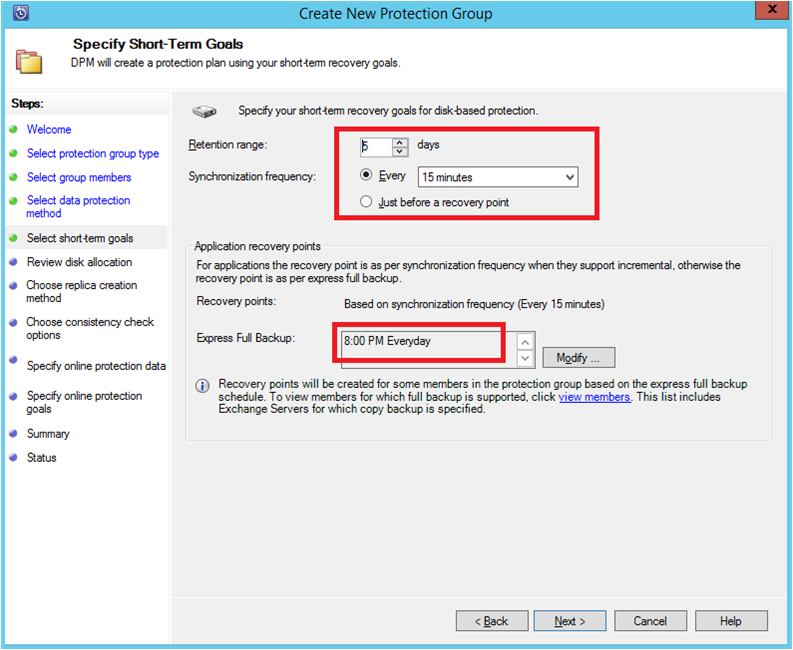 Create New Protection Group
X
Specify Short-Term Goals
DPM will create a protection plan using your short-term recovery goals.
Steps:
Welcome
Select protection group type
Select group members
Select data protection
method
Select short-term goals
Review disk allocation
Choose replica creation
method
Choose consistency check
options
Specify online protection data
Specify online protection
goals
Summary
Status
Specify your short-term recovery goals for disk-based protection.
Retention range:
5
days
Synchronization frequency:
Every
15 minutes
Just before a recovery point
Application recovery points
For applications the recovery point is as per synchronization frequency when they support incremental, otherwise the
recovery point is as per express full backup.
Recovery points:
Based on synchronization frequency (Every 15 minutes)
Express Full Backup:
8:00 PM Everyday
Modify ...
Recovery points will be created for some members in the protection group based on the express full backup
schedule. To view members for which full backup is supported, click view members. This list includes
Exchange Servers for which copy backup is specified.
< Back
Next >
Cancel
Help